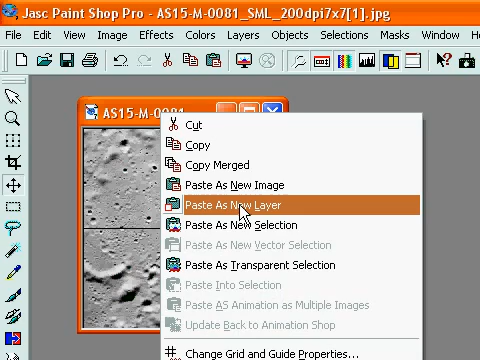 Jasc Paint Shop Pro - AS15-M-0081_SML_200dpi7x7[1].jpg
File Edit View Image Effects Colors Layers Objects Selections Masks Window Help
AS15-M-0081
Cut
Copy
Copy Merged
Paste As New Image
Paste As New Layer
Paste As New Selection
Paste As New Vector Selection
Paste As Transparent Selection
Paste Into Selection
Paste AS Animation as Multiple Images
Update Back to Animation Shop
Change Grid and Guide Properties...